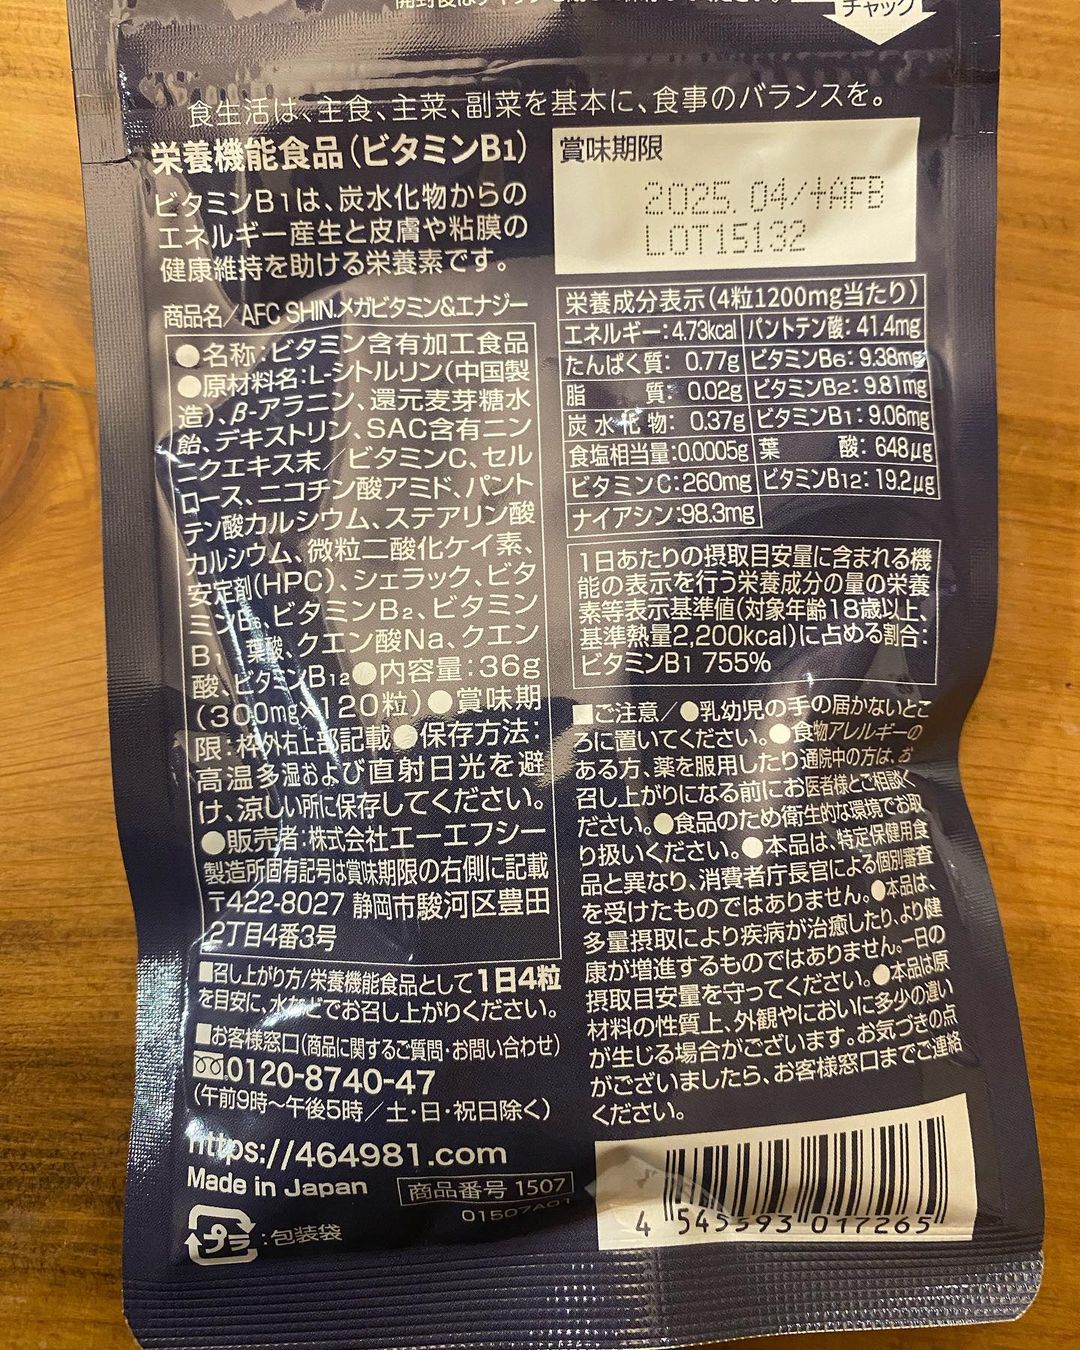 チャック
食生活は、主食、主菜、副菜を基本に、食事のバランスを。
栄養機能食品(ビタミンB1)
ビタミンB1は、炭水化物からの
エネルギー産生と皮膚や粘膜の
健康維持を助ける栄養素です。
賞味期限
2025.04/+AFB
LOT15132
商品名/AFC SHIN.メガビタミン&エナジー
●名称:ビタミン含有加工食品
●原材料名:L-シトルリン(中国製
造)、β-アラニン、還元麦芽糖水
飴、デキストリン、SAC含有ニン
ニクエキス末/ビタミンC、セル
ロース、ニコチン酸アミド、パント
テン酸カルシウム、ステアリン酸
カルシウム、微粒二酸化ケイ素、
安定剤(HPC)、シェラック、ビタ
ミンB₆、ビタミンB₂、ビタミン
B₁、葉酸、クエン酸Na、クエン
酸、ビタミンB₁₂●内容量:36g
(300mg×120粒)●賞味期
限:枠外右上部記載●保存方法:
高温多湿および直射日光を避
け、涼しい所に保存してください。
●販売者:株式会社エーエフシー
製造所固有記号は賞味期限の右側に記載
〒422-8027 静岡市駿河区豊田
2丁目4番3号
■召し上がり方/栄養機能食品として1日4粒
を目安に、水などでお召し上がりください。
■お客様窓口(商品に関するご質問・お問い合わせ)
0120-8740-47
(午前9時〜午後5時/土・日・祝日除く)
https://464981.com
Made in Japan
商品番号 1507
01507A01
プラ:包装袋
栄養成分表示(4粒1200mg当たり)
エネルギー:4.73kcal パントテン酸:41.4mg
たんぱく質:0.77g ビタミンB6:9.38mg
脂質:0.02g ビタミンB2:9.81mg
炭水化物:0.37g ビタミンB1:9.06mg
食塩相当量:0.0005g 葉酸:648μg
ビタミンC:260mg ビタミンB12:19.2μg
ナイアシン:98.3mg
1日あたりの摂取目安量に含まれる機
能の表示を行う栄養成分の量の栄養
素等表示基準値(対象年齢18歳以上、
基準熱量2,200kcal)に占める割合:
ビタミンB1 755%
■ご注意/●乳幼児の手の届かないとこ
ろに置いてください。●食物アレルギーの
ある方、薬を服用したり通院中の方は、お
召し上がりになる前にお医者様とご相談く
ださい。●食品のため衛生的な環境でお取
り扱いください。●本品は、特定保健用食
品と異なり、消費者庁長官による個別審査
を受けたものではありません。●本品は、
多量摂取により疾病が治癒したり、より健
康が増進するものではありません。一日の
摂取目安量を守ってください。●本品は原
材料の性質上、外観やにおいに多少の違い
が生じる場合がございます。お気づきの点
がございましたら、お客様窓口までご連絡
ください。
4 545593 017265